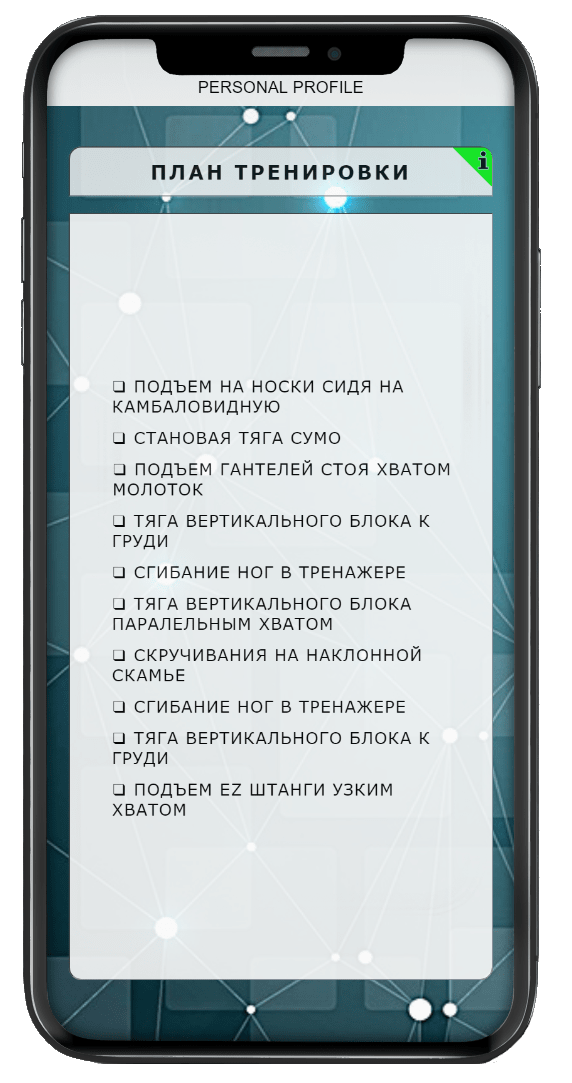 PERSONAL PROFILE
ПЛАН ТРЕНИРОВКИ
i
❑ ПОДЪЕМ НА НОСКИ СИДЯ НА
КАМБАЛОВИДНУЮ
❑ СТАНОВАЯ ТЯГА СУМО
❑ ПОДЪЕМ ГАНТЕЛЕЙ СТОЯ ХВАТОМ
МОЛОТОК
❑ ТЯГА ВЕРТИКАЛЬНОГО БЛОКА К
ГРУДИ
❑ СГИБАНИЕ НОГ В ТРЕНАЖЕРЕ
❑ ТЯГА ВЕРТИКАЛЬНОГО БЛОКА
ПАРАЛЕЛЬНЫМ ХВАТОМ
❑ СКРУЧИВАНИЯ НА НАКЛОННОЙ
СКАМЬЕ
❑ СГИБАНИЕ НОГ В ТРЕНАЖЕРЕ
❑ ТЯГА ВЕРТИКАЛЬНОГО БЛОКА К
ГРУДИ
❑ ПОДЪЕМ EZ ШТАНГИ УЗКИМ
ХВАТОМ